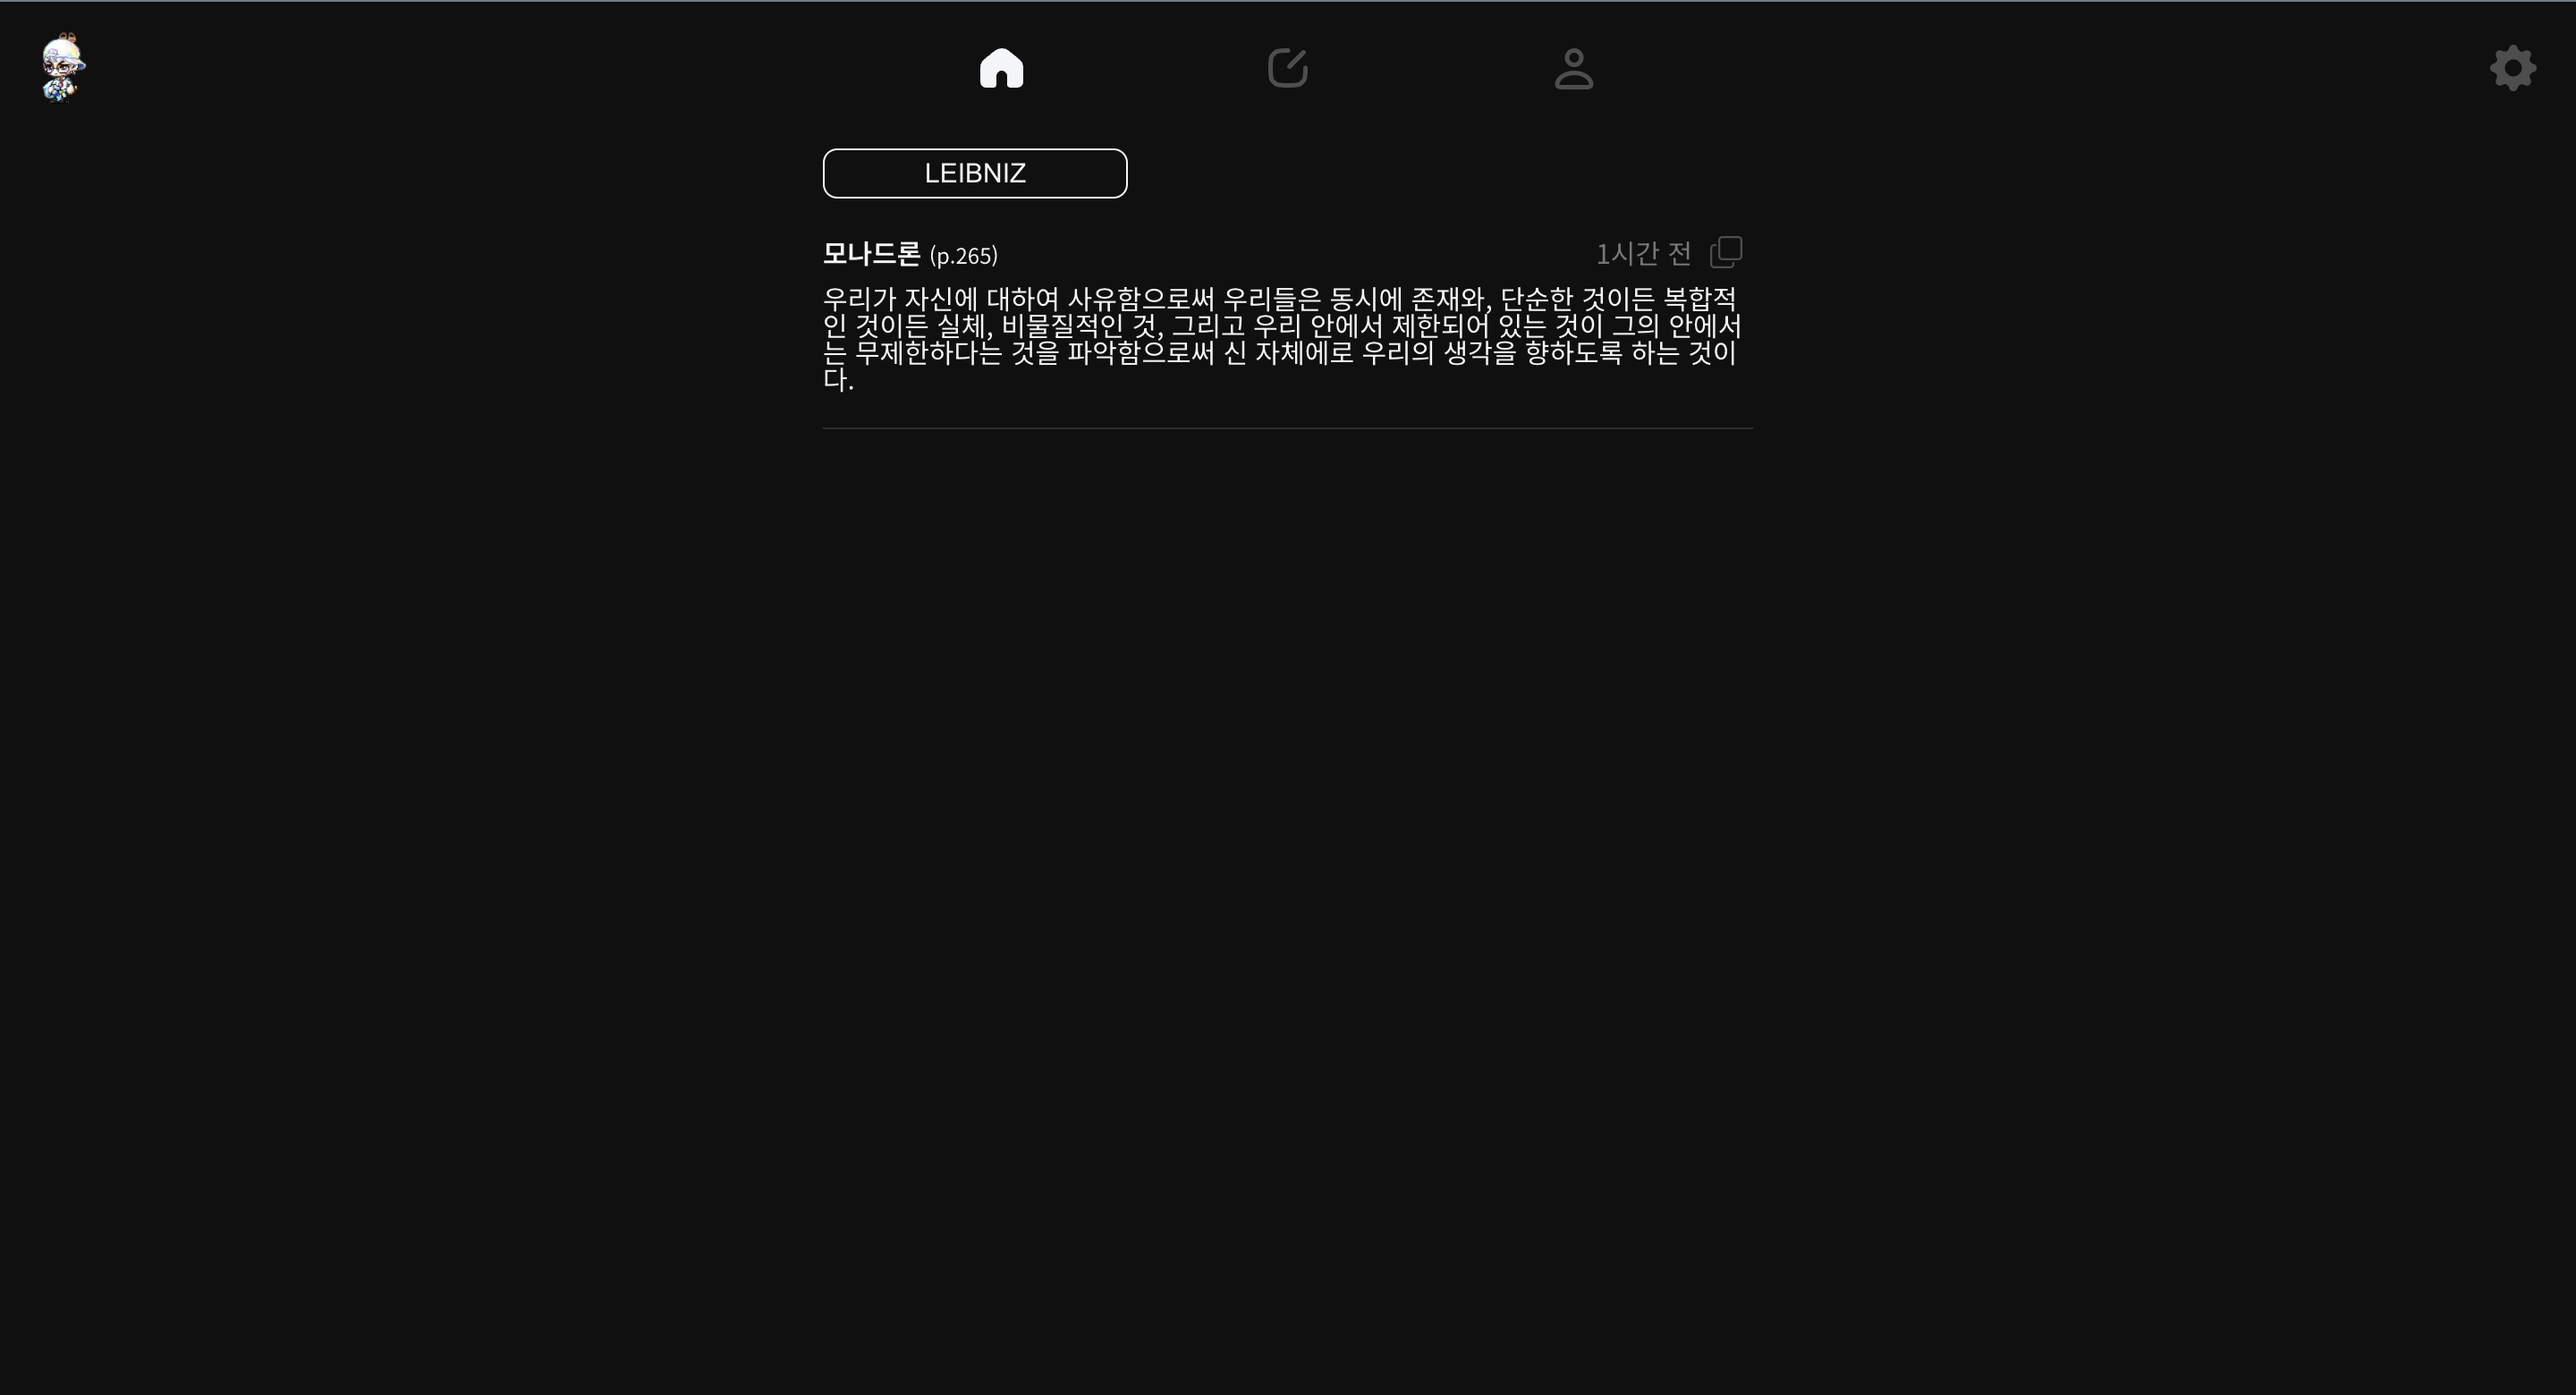 LEIBNIZ
모나드론 (p.265)
1시간 전
우리가 자신에 대하여 사유함으로써 우리들은 동시에 존재와, 단순한 것이든 복합적
인 것이든 실체, 비물질적인 것, 그리고 우리 안에서 제한되어 있는 것이 그의 안에서
는 무제한하다는 것을 파악함으로써 신 자체에로 우리의 생각을 향하도록 하는 것이
다.